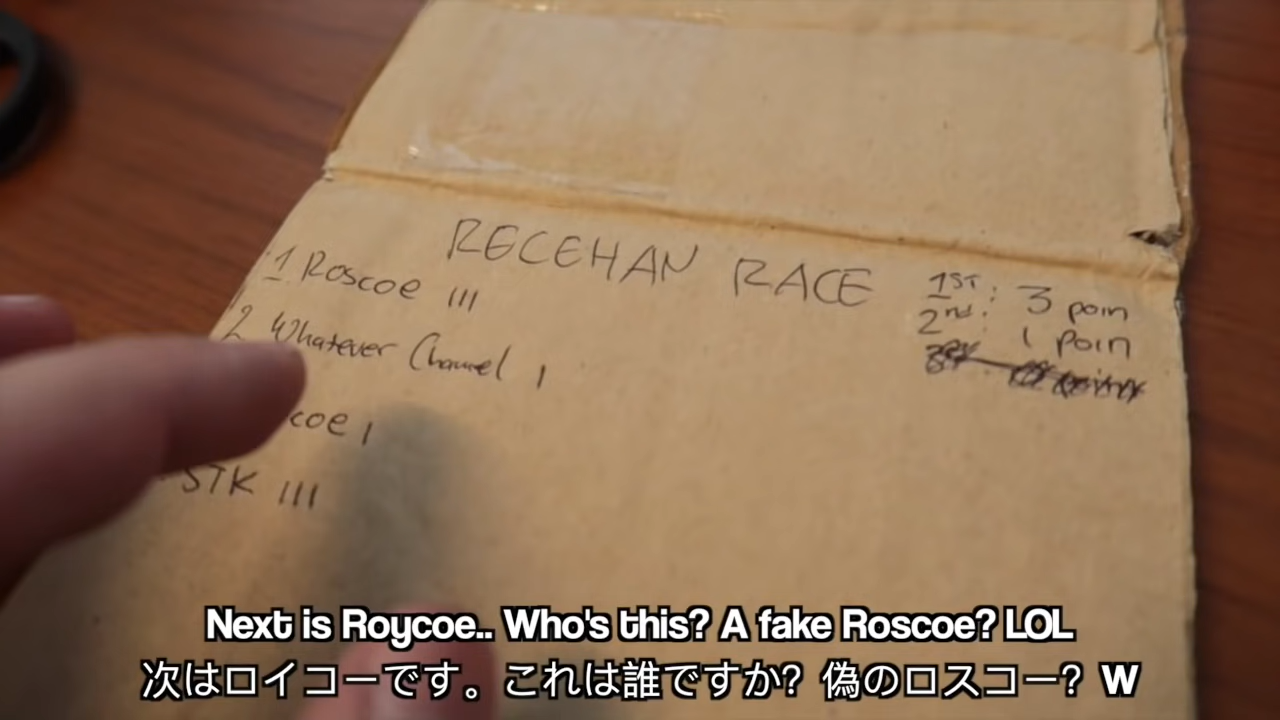 RECEHAN RACE
1 Roscoe III
2 Whatever Channel I
coe I
STK III
1ST: 3 poin
2nd: 1 poin
Next is Roycoe.. Who's this? A fake Roscoe? LOL
次はロイコーです。これは誰ですか？偽のロスコー？W